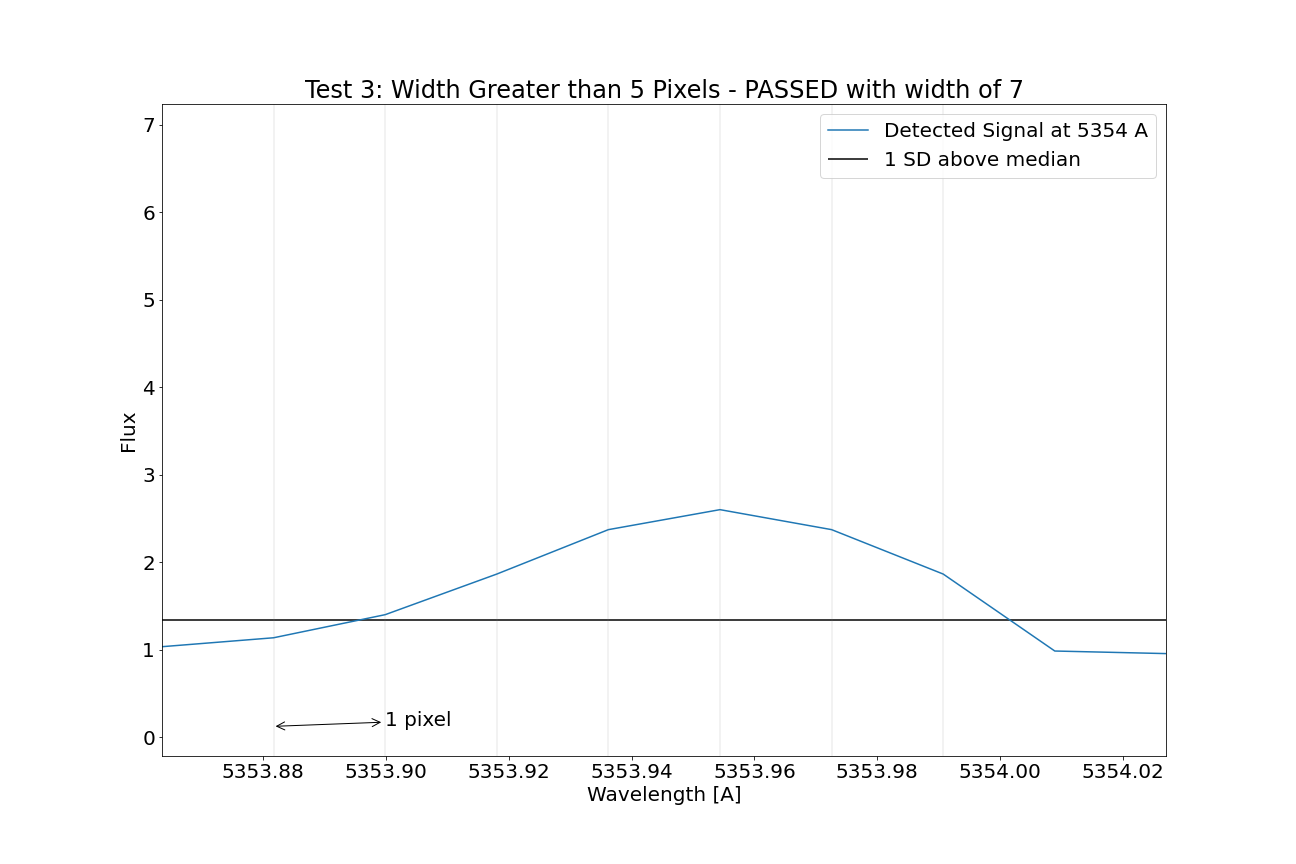 Test 3: Width Greater than 5 Pixels - PASSED with width of 7
Detected Signal at 5354 A
1 SD above median
7
6
5
4
3
2
1
0
Flux
1 pixel
5353.88 5353.90 5353.92 5353.94 5353.96 5353.98 5354.00 5354.02
Wavelength [A]